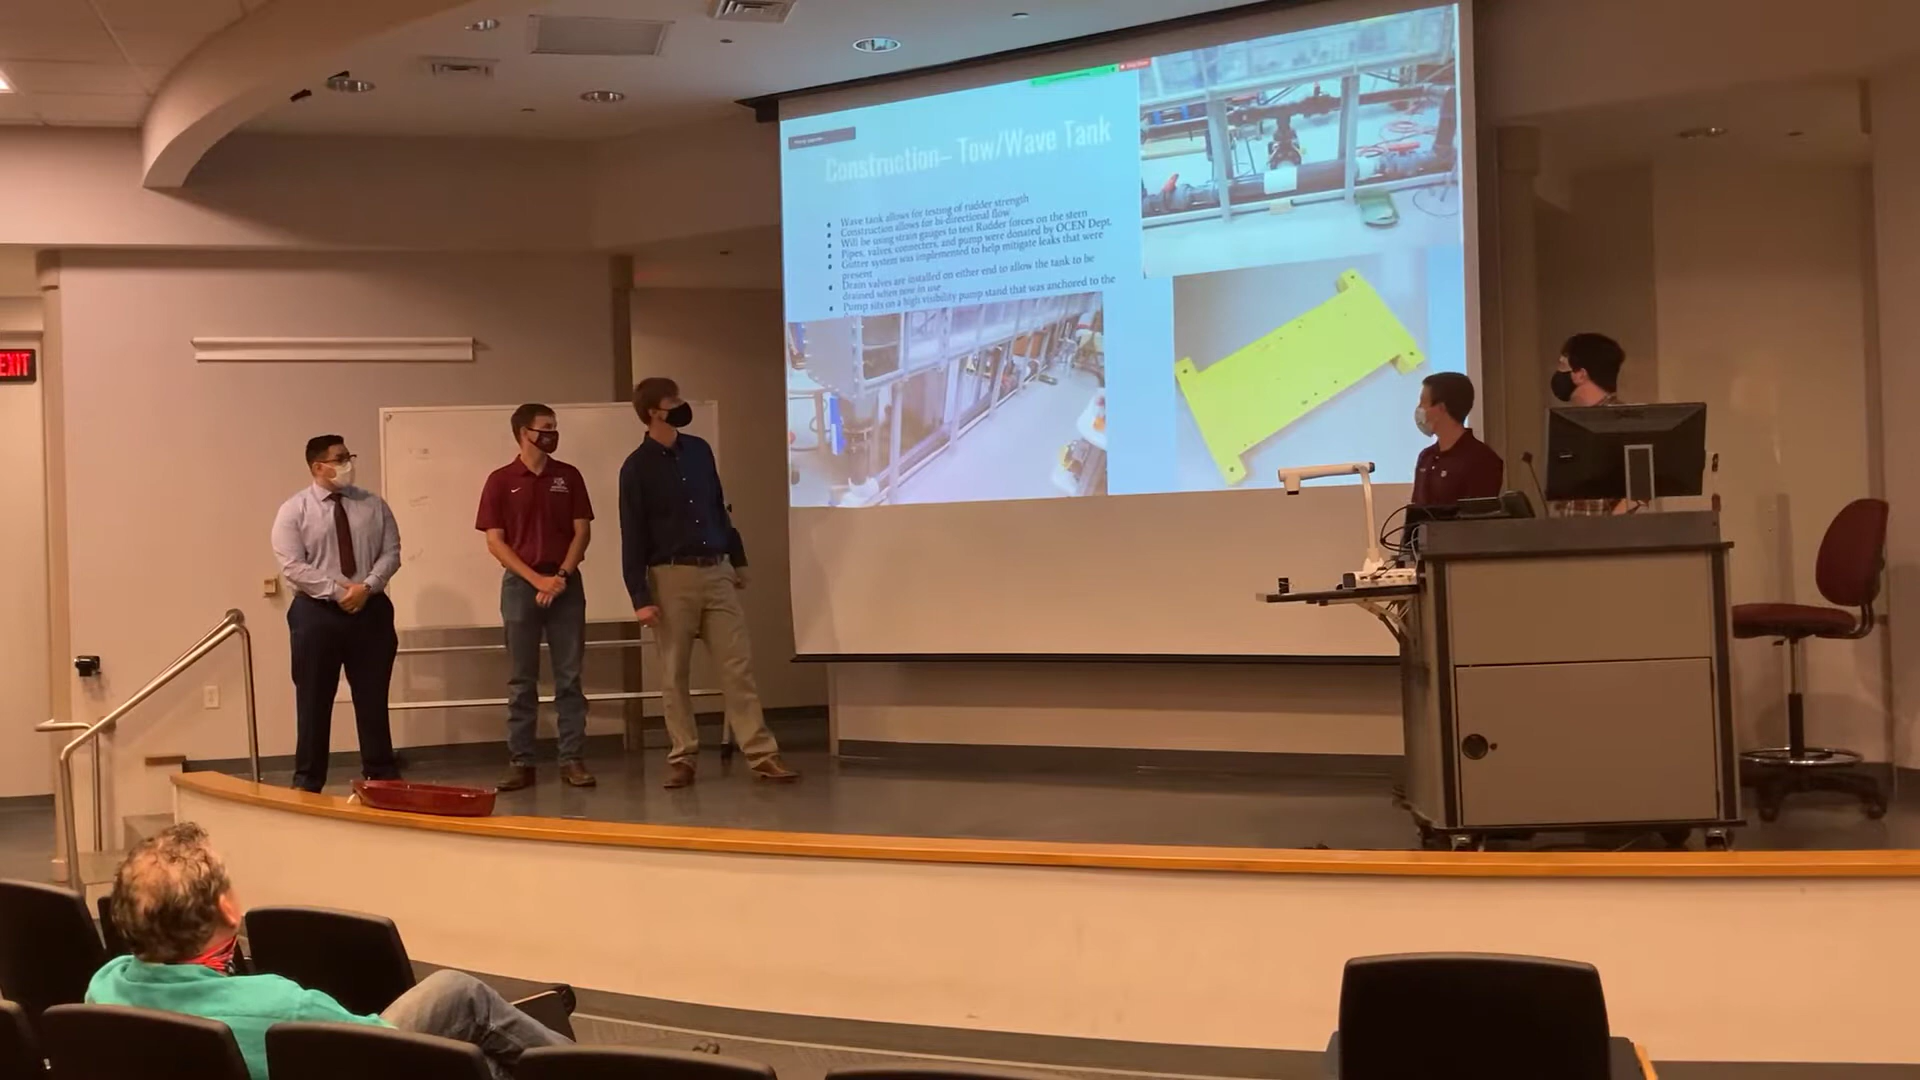 EXIT
Construction– Tow/Wave Tank
Wave tank allows for testing of rudder strength
Construction allows for bi-directional flow
Will be using strain gauges to test Rudder forces on the stern
Pipes, valves, connecters, and pump were donated by OCEN Dept.
Gutter system was implemented to help mitigate leaks that were
present
Drain valves are installed on either end to allow the tank to be
drained when now in use
Pump sits on a high visibility pump stand that was anchored to the